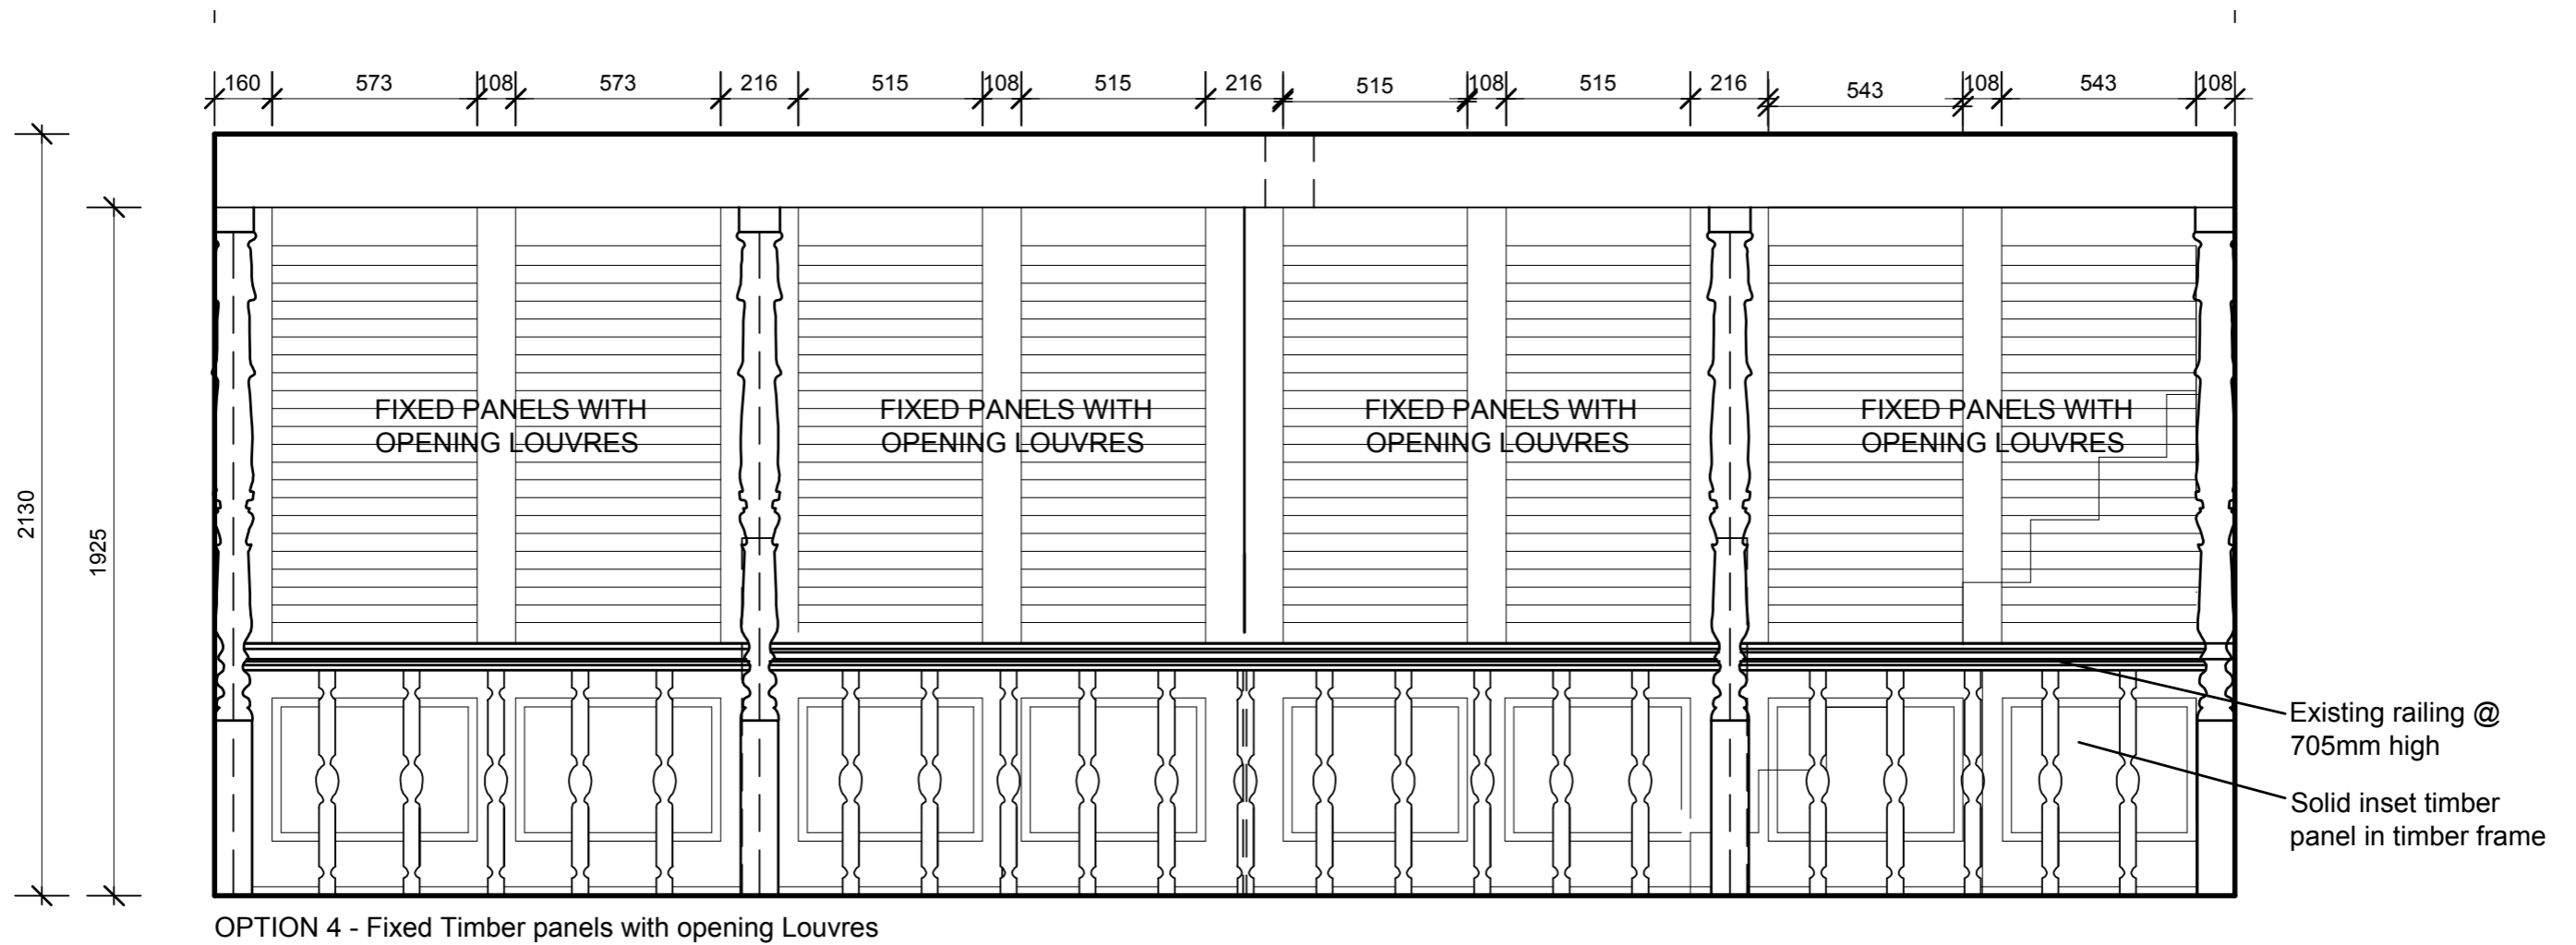 160 573 108 573 216 515 108 515 216 515 108 515 216 543 108 543 108
2130
1925
FIXED PANELS WITH
OPENING LOUVRES
FIXED PANELS WITH
OPENING LOUVRES
FIXED PANELS WITH
OPENING LOUVRES
FIXED PANELS WITH
OPENING LOUVRES
Existing railing @
705mm high
Solid inset timber
panel in timber frame
OPTION 4 - Fixed Timber panels with opening Louvres